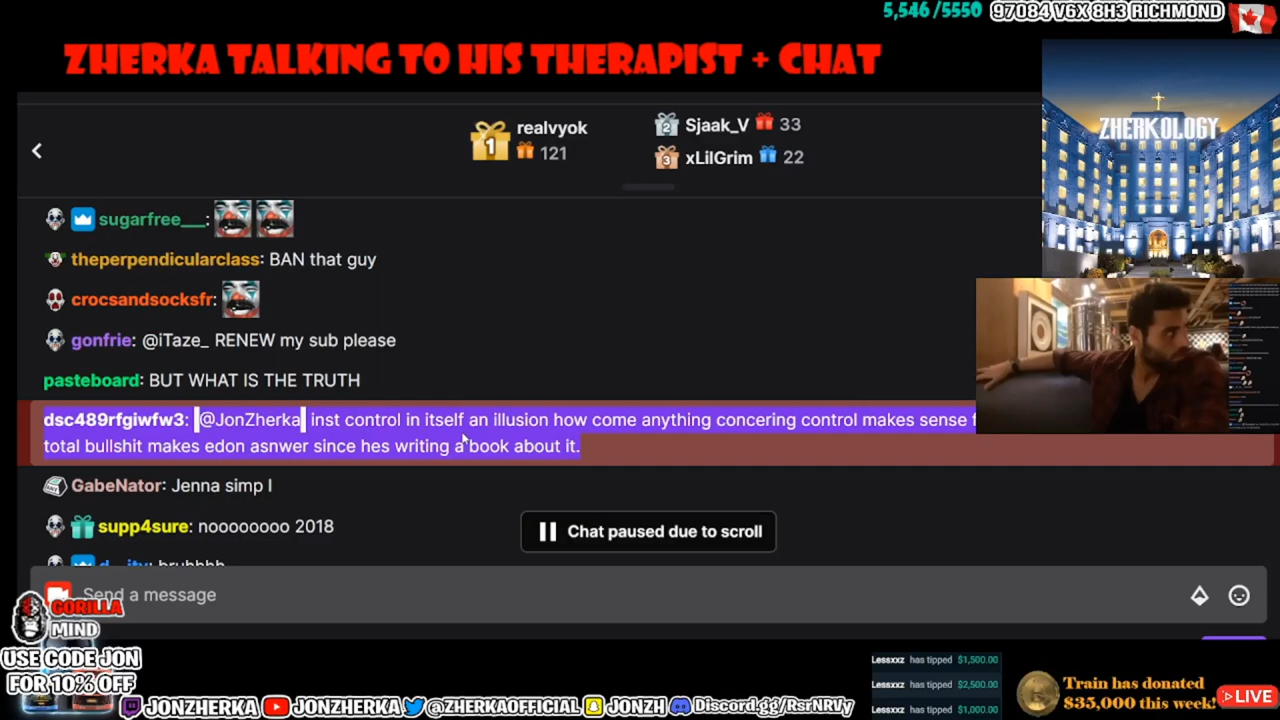 5,546 /5550 97084 V6X 8H3 RICHMOND
ZHERKA TALKING TO HIS THERAPIST + CHAT
ZHERKOLOGY
1 realvyok
121
2 Sjaak_V 33
3 xLilGrim 22
sugarfree___:
theperpendicularclass: BAN that guy
crocsandsocksfr:
gonfrie: @iTaze_ RENEW my sub please
pasteboard: BUT WHAT IS THE TRUTH
dsc489rfgiwfw3: @JonZherka inst control in itself an illusion how come anything concering control makes sense
total bullshit makes edon asnwer since hes writing a book about it.
GabeNator: Jenna simp I
supp4sure: noooooooo 2018
Chat paused due to scroll
Send a message
GORILLA
MIND
USE CODE JON
FOR 10% OFF
Lessxxz has tipped $1,500.00
Lessxxz has tipped $2,500.00
Lessxxz has tipped $1,000.00
Train has donated
$35,000 this week!
LIVE
JONZHERKA JONZHERKA @ZHERKAOFFICIAL JONZH Discord.gg/RsrNRVy